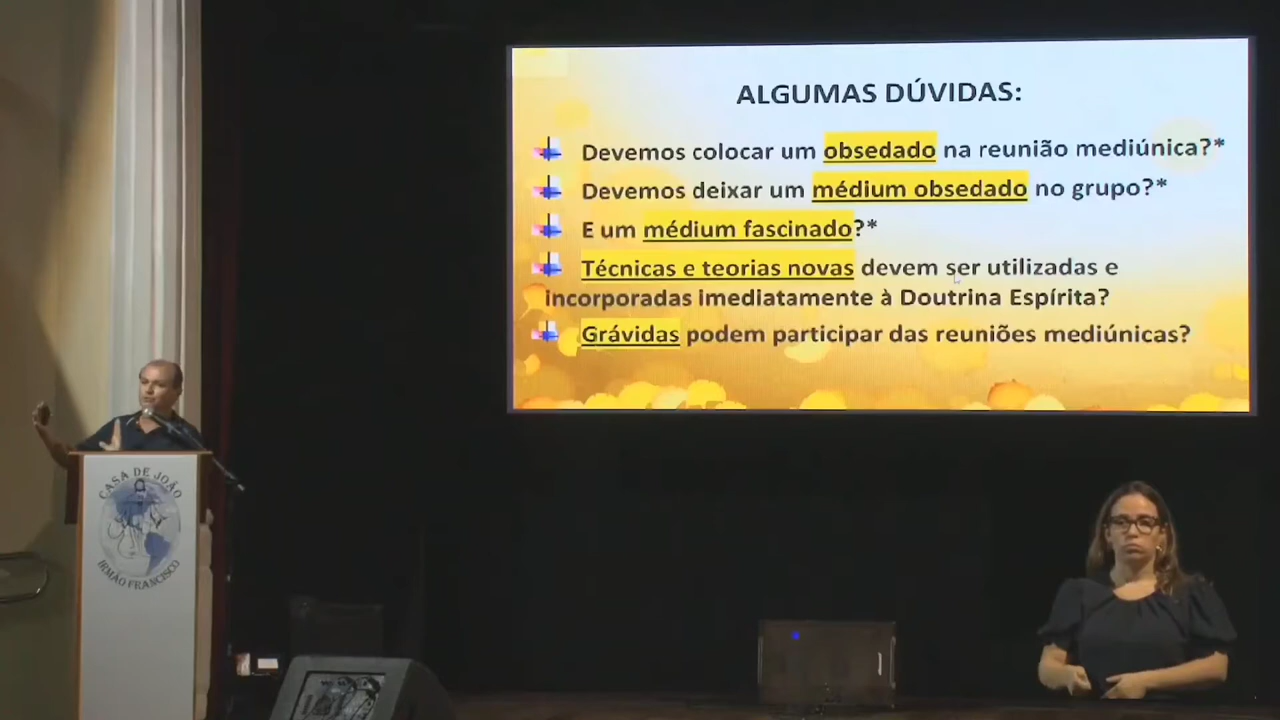 ALGUMAS DÚVIDAS:
Devemos colocar um obsedado na reunião mediúnica?*
Devemos deixar um médium obsedado no grupo?*
E um médium fascinado?*
Técnicas e teorias novas devem ser utilizadas e
incorporadas imediatamente à Doutrina Espírita?
Grávidas podem participar das reuniões mediúnicas?
CASA DE JOÃO
IRMÃO FRANCISCO